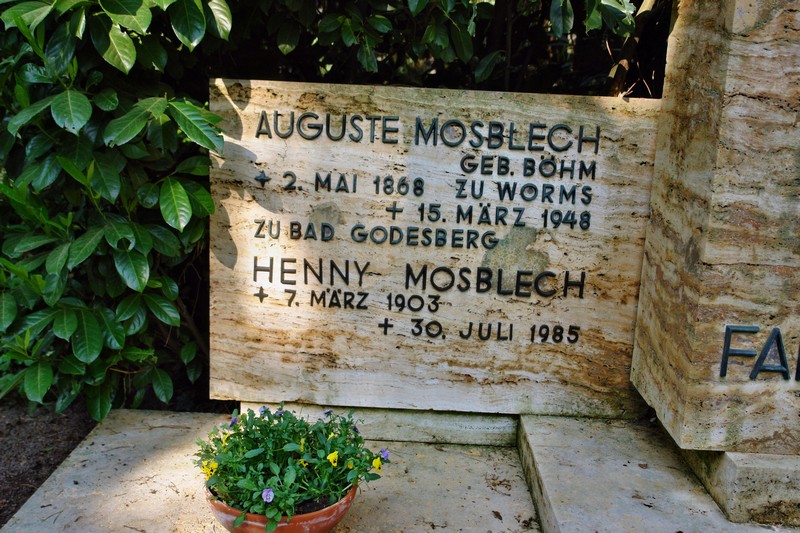 AUGUSTE MOSBLECH
GEB. BÖHM
+ 2. MAI 1868 ZU WORMS
+ 15. MÄRZ 1948
ZU BAD GODESBERG
HENNY MOSBLECH
+ 7. MÄRZ 1903
+ 30. JULI 1985